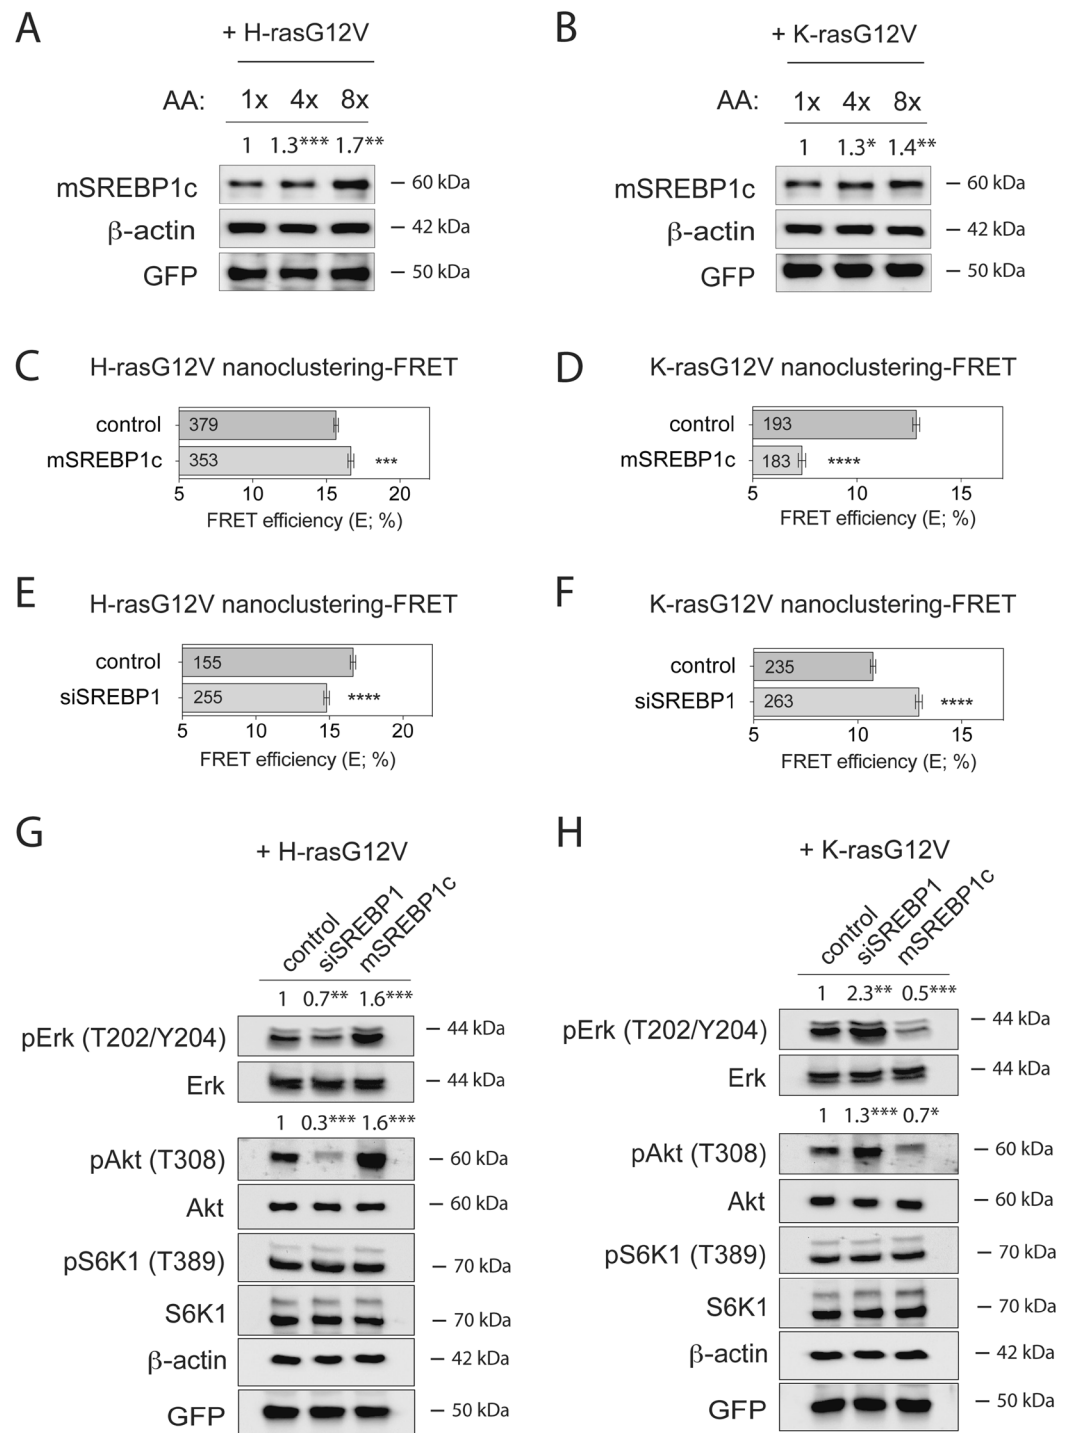 A
+ H-rasG12V
AA: 1x 4x 8x
1 1.3*** 1.7**
mSREBP1c – 60 kDa
β-actin – 42 kDa
GFP – 50 kDa
B
+ K-rasG12V
AA: 1x 4x 8x
1 1.3* 1.4**
mSREBP1c – 60 kDa
β-actin – 42 kDa
GFP – 50 kDa
C
H-rasG12V nanoclustering-FRET
control 379
mSREBP1c 353 ***
5 10 15 20
FRET efficiency (E; %)
D
K-rasG12V nanoclustering-FRET
control 193
mSREBP1c 183 ****
5 10 15
FRET efficiency (E; %)
E
H-rasG12V nanoclustering-FRET
control 155
siSREBP1 255 ****
5 10 15 20
FRET efficiency (E; %)
F
K-rasG12V nanoclustering-FRET
control 235
siSREBP1 263 ****
5 10 15
FRET efficiency (E; %)
G
+ H-rasG12V
control siSREBP1 mSREBP1c
1 0.7** 1.6***
pErk (T202/Y204) – 44 kDa
Erk – 44 kDa
1 0.3*** 1.6***
pAkt (T308) – 60 kDa
Akt – 60 kDa
pS6K1 (T389) – 70 kDa
S6K1 – 70 kDa
β-actin – 42 kDa
GFP – 50 kDa
H
+ K-rasG12V
control siSREBP1 mSREBP1c
1 2.3** 0.5***
pErk (T202/Y204) – 44 kDa
Erk – 44 kDa
1 1.3*** 0.7*
pAkt (T308) – 60 kDa
Akt – 60 kDa
pS6K1 (T389) – 70 kDa
S6K1 – 70 kDa
β-actin – 42 kDa
GFP – 50 kDa